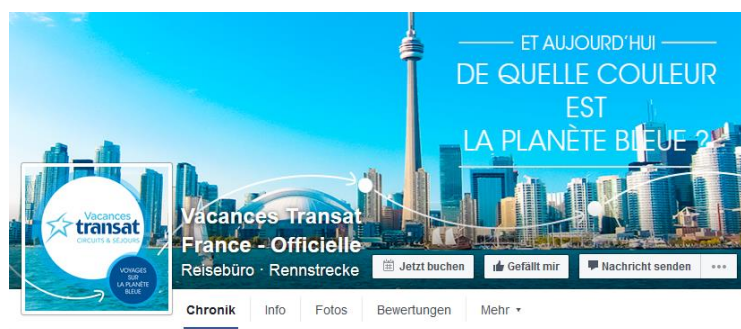 ET AUJOURD'HUI
DE QUELLE COULEUR
EST
LA PLANÈTE BLEUE ?
Vacances
transat
CIRCUITS & SÉJOURS
VOYAGES
SUR
LA PLANÈTE
BLEUE
Vacances Transat
France - Officielle
Reisebüro · Rennstrecke
Jetzt buchen
Gefällt mir
Nachricht senden
Chronik
Info
Fotos
Bewertungen
Mehr